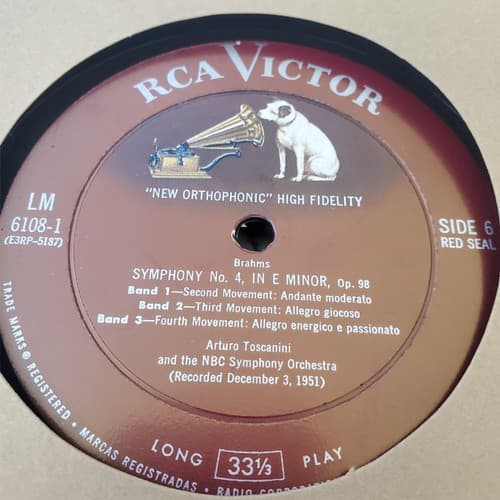 RCA VICTOR
"NEW ORTHOPHONIC" HIGH FIDELITY
LM
6108-1
(E3RP-5187)
SIDE 6
RED SEAL
Brahms
SYMPHONY No. 4, IN E MINOR, Op. 98
Band 1—Second Movement: Andante moderato
Band 2—Third Movement: Allegro giocoso
Band 3—Fourth Movement: Allegro energico e passionato
Arturo Toscanini
and the NBC Symphony Orchestra
(Recorded December 3, 1951)
LONG 33⅓ PLAY
TRADE MARKS ® REGISTERED • MARCAS REGISTRADAS • RADIO CORPORATION